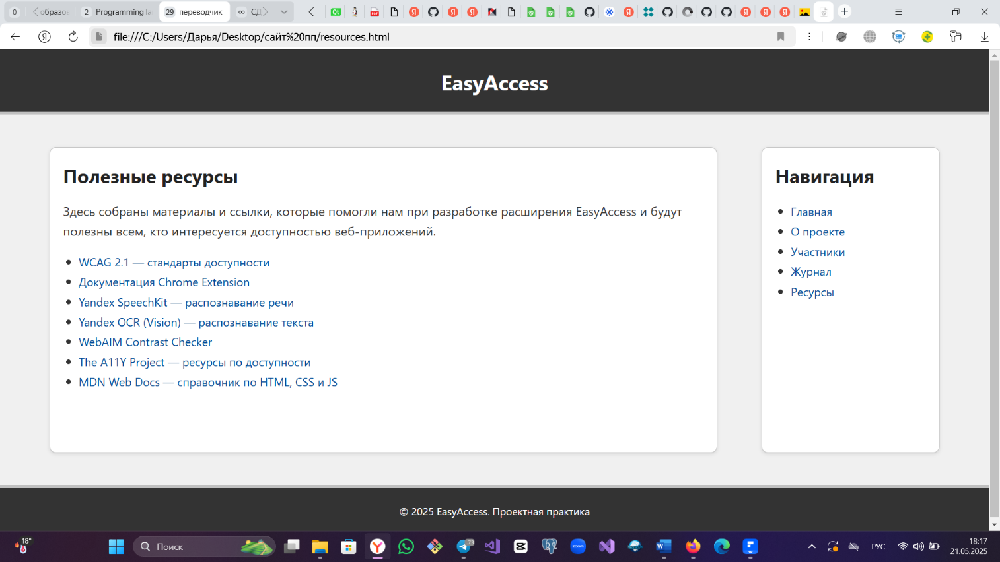 0 образо 2 Programming la 29 переводчик СД
file:///C:/Users/Дарья/Desktop/сайт%20пп/resources.html
EasyAccess
Полезные ресурсы
Здесь собраны материалы и ссылки, которые помогли нам при разработке расширения EasyAccess и будут
полезны всем, кто интересуется доступностью веб-приложений.
WCAG 2.1 — стандарты доступности
Документация Chrome Extension
Yandex SpeechKit — распознавание речи
Yandex OCR (Vision) — распознавание текста
WebAIM Contrast Checker
The A11Y Project — ресурсы по доступности
MDN Web Docs — справочник по HTML, CSS и JS
Навигация
Главная
О проекте
Участники
Журнал
Ресурсы
© 2025 EasyAccess. Проектная практика
18°
Поиск
73
zoom
РУС
18:17
21.05.2025